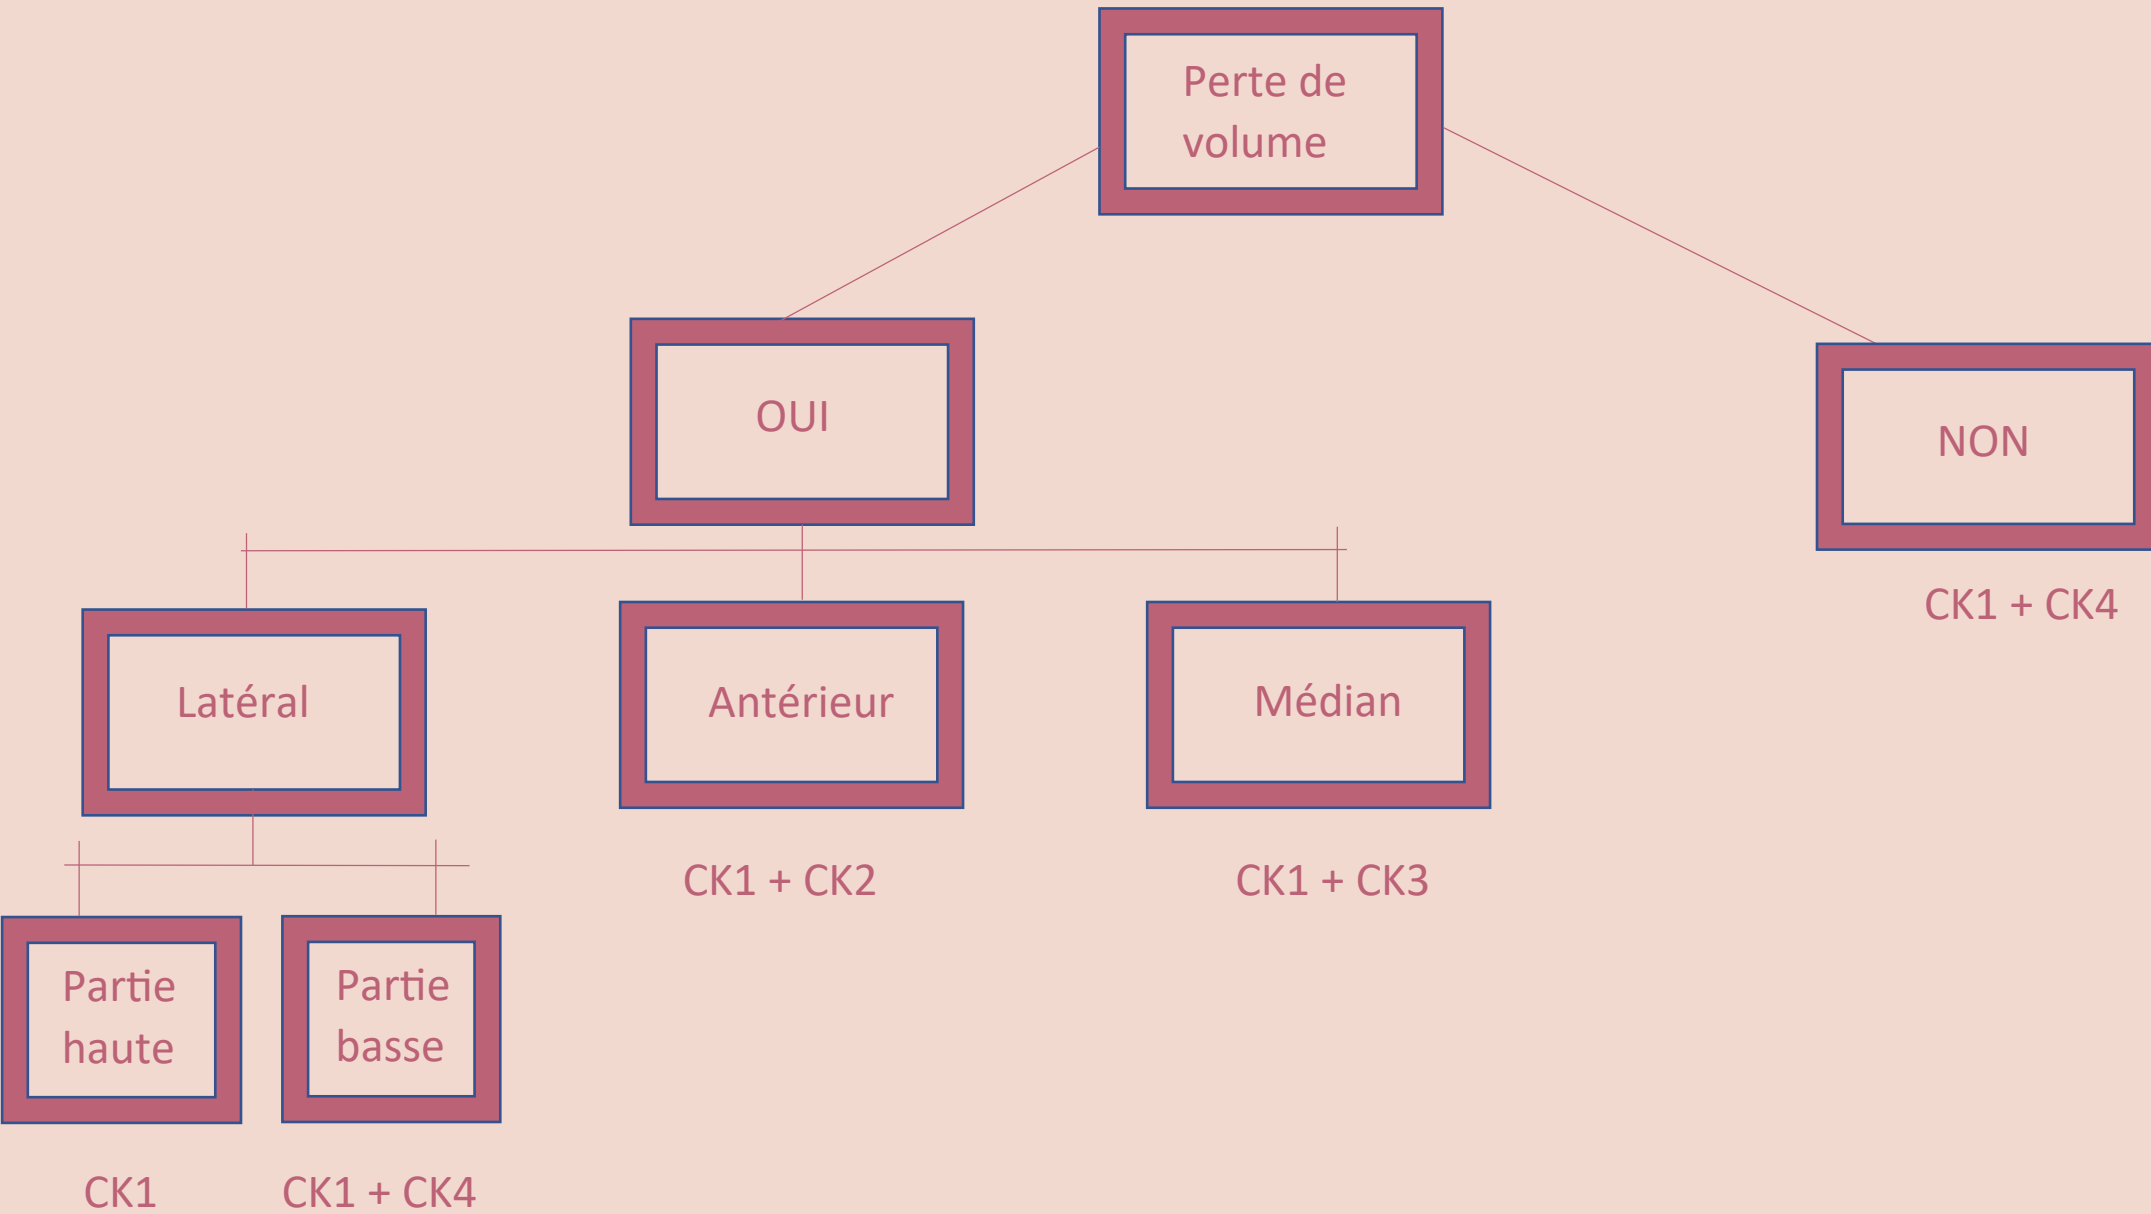 Perte de
volume
OUI
NON
CK1 + CK4
Latéral
Antérieur
Médian
CK1 + CK2
CK1 + CK3
Partie
haute
Partie
basse
CK1
CK1 + CK4